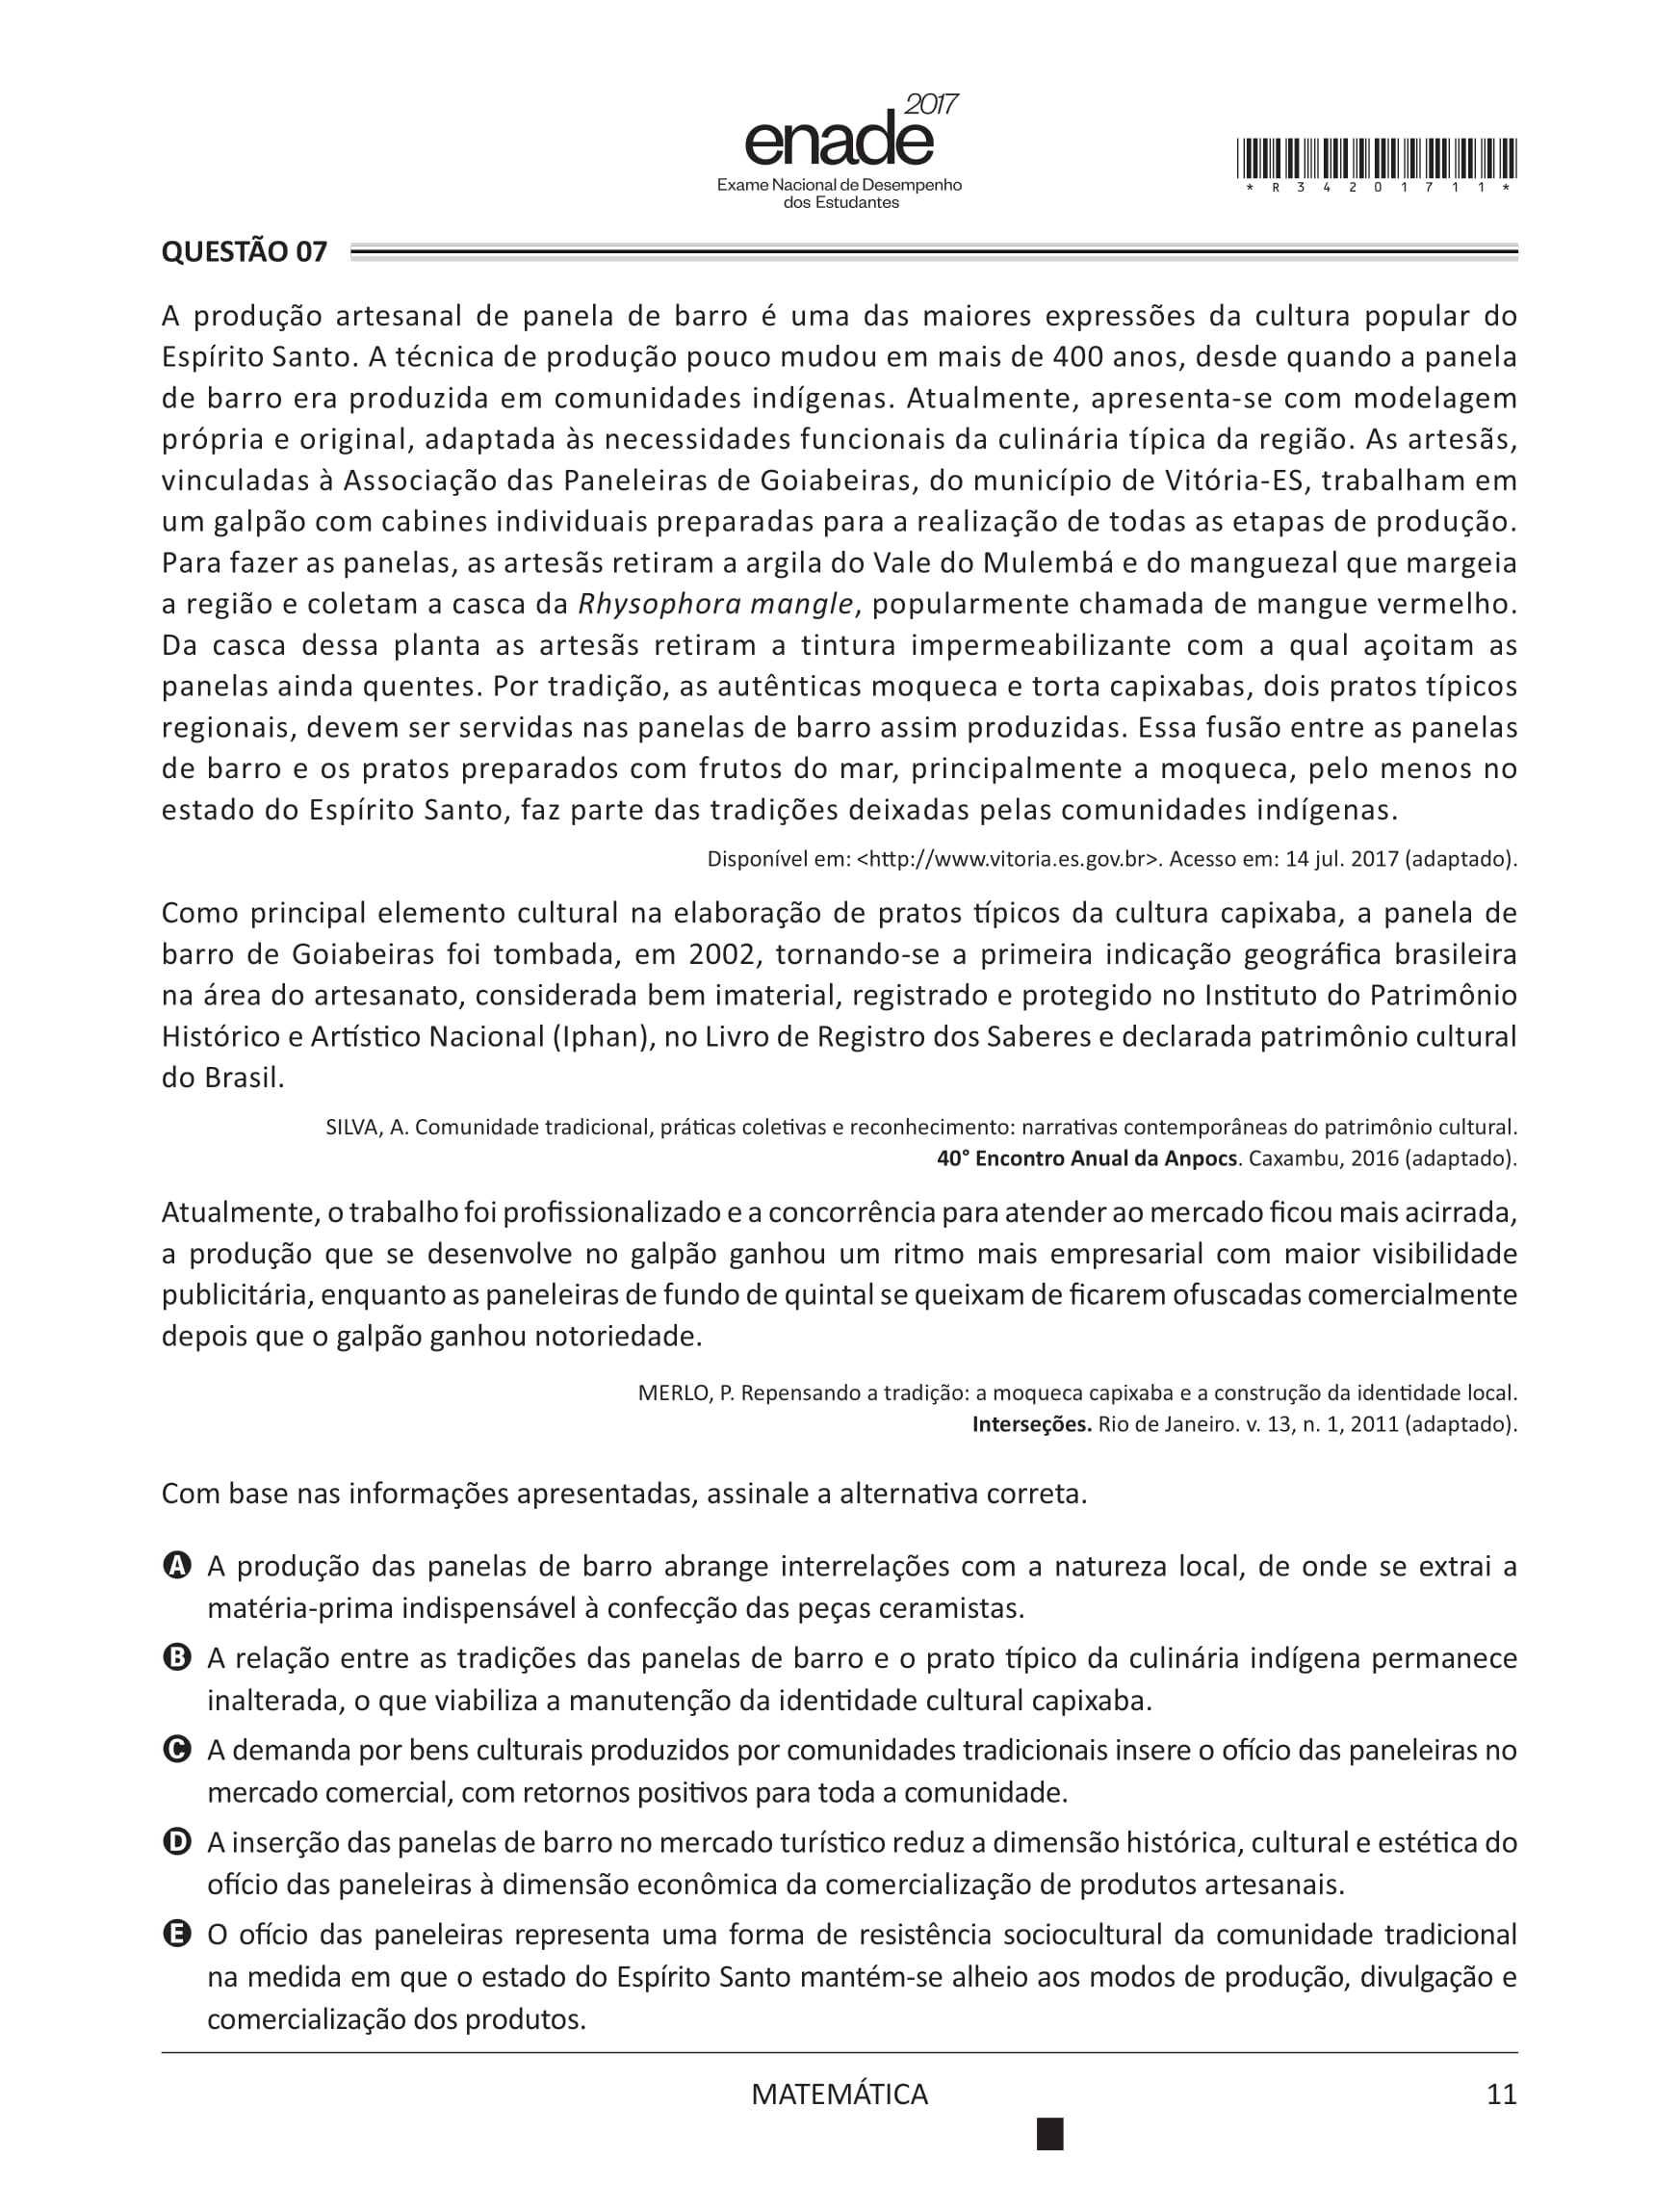 enade 2017
Exame Nacional de Desempenho
dos Estudantes
* R 3 4 2 0 1 7 1 1 *
QUESTÃO 07
A produção artesanal de panela de barro é uma das maiores expressões da cultura popular do
Espírito Santo. A técnica de produção pouco mudou em mais de 400 anos, desde quando a panela
de barro era produzida em comunidades indígenas. Atualmente, apresenta-se com modelagem
própria e original, adaptada às necessidades funcionais da culinária típica da região. As artesãs,
vinculadas à Associação das Paneleiras de Goiabeiras, do município de Vitória-ES, trabalham em
um galpão com cabines individuais preparadas para a realização de todas as etapas de produção.
Para fazer as panelas, as artesãs retiram a argila do Vale do Mulembá e do manguezal que margeia
a região e coletam a casca da Rhysophora mangle, popularmente chamada de mangue vermelho.
Da casca dessa planta as artesãs retiram a tintura impermeabilizante com a qual açoitam as
panelas ainda quentes. Por tradição, as autênticas moqueca e torta capixabas, dois pratos típicos
regionais, devem ser servidas nas panelas de barro assim produzidas. Essa fusão entre as panelas
de barro e os pratos preparados com frutos do mar, principalmente a moqueca, pelo menos no
estado do Espírito Santo, faz parte das tradições deixadas pelas comunidades indígenas.
Disponível em: <http://www.vitoria.es.gov.br>. Acesso em: 14 jul. 2017 (adaptado).
Como principal elemento cultural na elaboração de pratos típicos da cultura capixaba, a panela de
barro de Goiabeiras foi tombada, em 2002, tornando-se a primeira indicação geográfica brasileira
na área do artesanato, considerada bem imaterial, registrado e protegido no Instituto do Patrimônio
Histórico e Artístico Nacional (Iphan), no Livro de Registro dos Saberes e declarada patrimônio cultural
do Brasil.
SILVA, A. Comunidade tradicional, práticas coletivas e reconhecimento: narrativas contemporâneas do patrimônio cultural.
40° Encontro Anual da Anpocs. Caxambu, 2016 (adaptado).
Atualmente, o trabalho foi profissionalizado e a concorrência para atender ao mercado ficou mais acirrada,
a produção que se desenvolve no galpão ganhou um ritmo mais empresarial com maior visibilidade
publicitária, enquanto as paneleiras de fundo de quintal se queixam de ficarem ofuscadas comercialmente
depois que o galpão ganhou notoriedade.
MERLO, P. Repensando a tradição: a moqueca capixaba e a construção da identidade local.
Interseções. Rio de Janeiro. v. 13, n. 1, 2011 (adaptado).
Com base nas informações apresentadas, assinale a alternativa correta.
A A produção das panelas de barro abrange interrelações com a natureza local, de onde se extrai a
matéria-prima indispensável à confecção das peças ceramistas.
B A relação entre as tradições das panelas de barro e o prato típico da culinária indígena permanece
inalterada, o que viabiliza a manutenção da identidade cultural capixaba.
C A demanda por bens culturais produzidos por comunidades tradicionais insere o ofício das paneleiras no
mercado comercial, com retornos positivos para toda a comunidade.
D A inserção das panelas de barro no mercado turístico reduz a dimensão histórica, cultural e estética do
ofício das paneleiras à dimensão econômica da comercialização de produtos artesanais.
E O ofício das paneleiras representa uma forma de resistência sociocultural da comunidade tradicional
na medida em que o estado do Espírito Santo mantém-se alheio aos modos de produção, divulgação e
comercialização dos produtos.
MATEMÁTICA
11